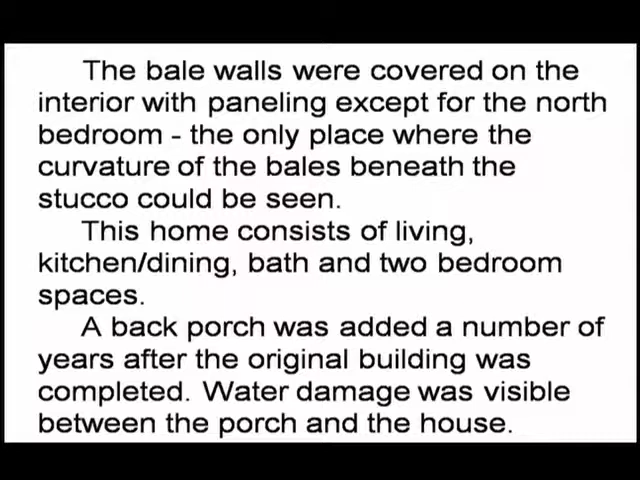 The bale walls were covered on the
interior with paneling except for the north
bedroom - the only place where the
curvature of the bales beneath the
stucco could be seen.
This home consists of living,
kitchen/dining, bath and two bedroom
spaces.
A back porch was added a number of
years after the original building was
completed. Water damage was visible
between the porch and the house.